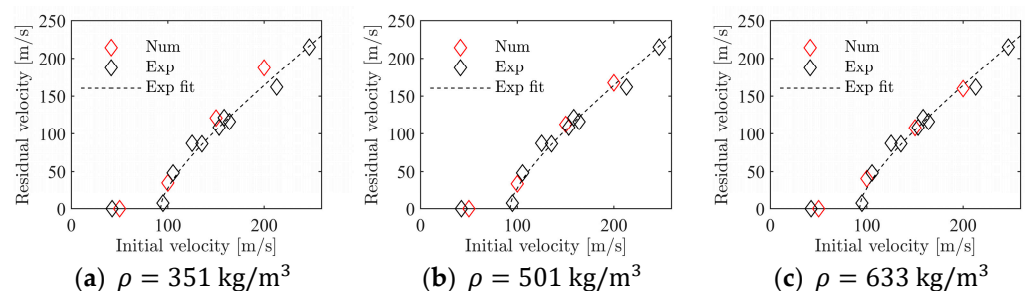 250
200
150
100
50
0
Residual velocity [m/s]
Num
Exp
Exp fit
0 100 200
Initial velocity [m/s]
(a) ρ = 351 kg/m³
250
200
150
100
50
0
Residual velocity [m/s]
Num
Exp
Exp fit
0 100 200
Initial velocity [m/s]
(b) ρ = 501 kg/m³
250
200
150
100
50
0
Residual velocity [m/s]
Num
Exp
Exp fit
0 100 200
Initial velocity [m/s]
(c) ρ = 633 kg/m³